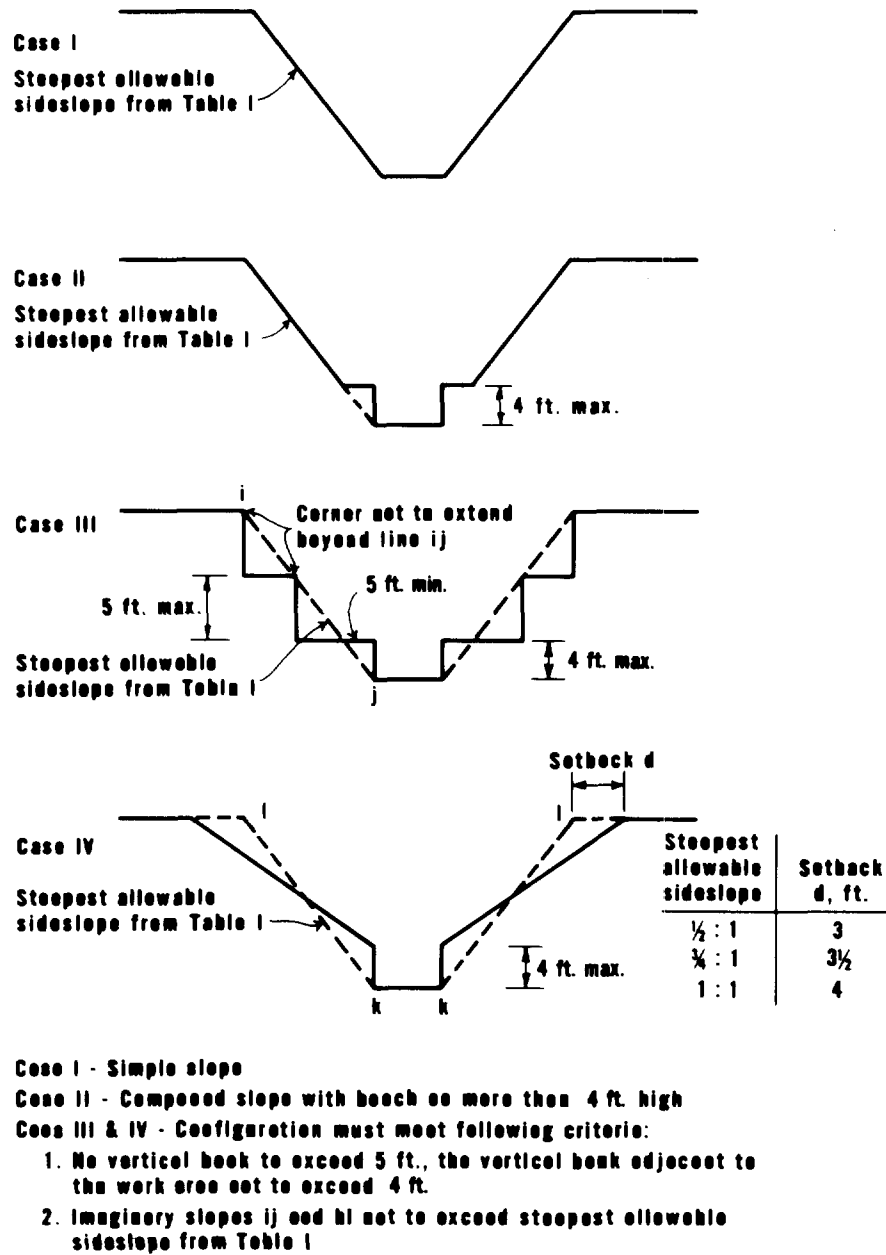 Case I
Steepest allowable
sideslope from Table I
Case II
Steepest allowable
sideslope from Table I
4 ft. max.
i
Case III
Corner not to extend
beyond line ij
5 ft. max.
5 ft. min.
Steepest allowable
sideslope from Table I
4 ft. max.
j
Setback d
l
l
Case IV
Steepest allowable
sideslope from Table I
4 ft. max.
k
k
Steepest allowable sideslope
Setback d, ft.
½ : 1
3
¾ : 1
3½
1 : 1
4
Case I - Simple slope
Case II - Compound slope with bench no more than 4 ft. high
Case III & IV - Configuration must meet following criteria:
1. No vertical bank to exceed 5 ft., the vertical bank adjacent to
the work area not to exceed 4 ft.
2. Imaginary slopes ij and kl not to exceed steepest allowable
sideslope from Table I